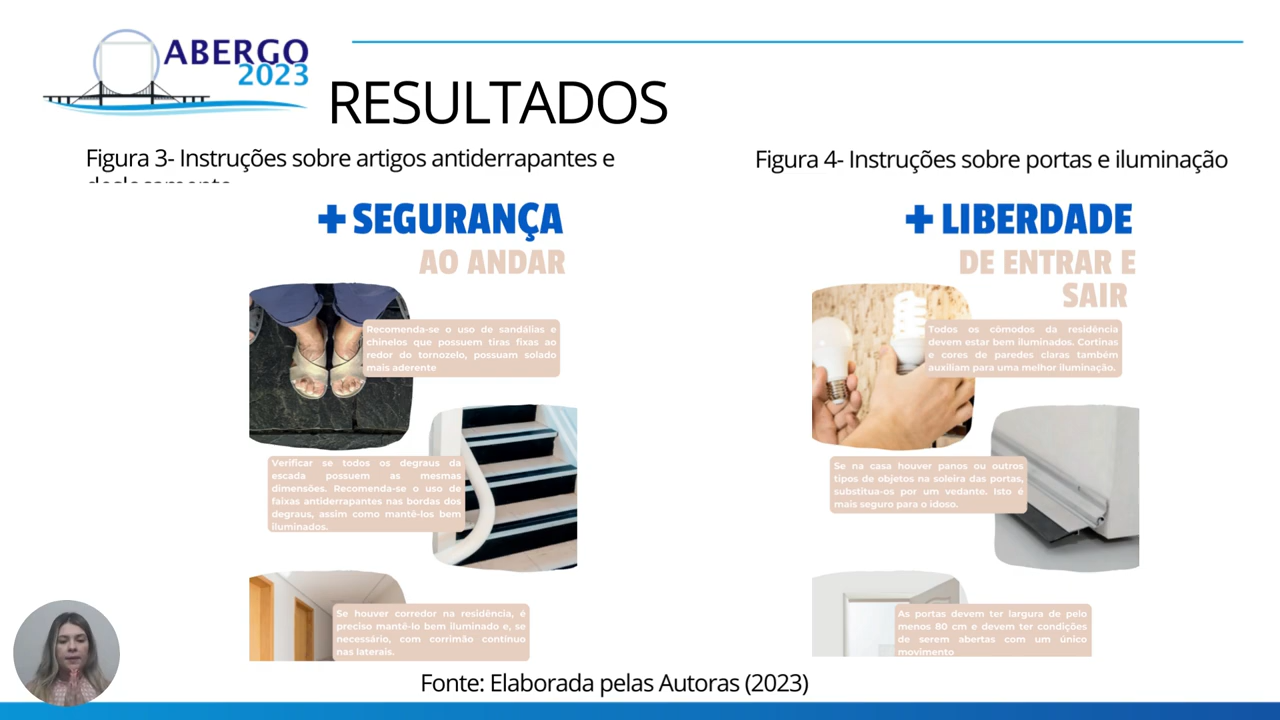 ABERGO
2023
RESULTADOS
Figura 3- Instruções sobre artigos antiderrapantes e
deslocamento
+ SEGURANÇA
AO ANDAR
Recomenda-se o uso de sandálias e
chinelos que possuem tiras fixas ao
redor do tornozelo, possuam solado
mais aderente
Verificar se todos os degraus da
escada possuem as mesmas
dimensões. Recomenda-se o uso de
faixas antiderrapantes nas bordas dos
degraus, assim como mantê-los bem
iluminados.
Se houver corredor na residência, é
preciso mantê-lo bem iluminado e, se
necessário, com corrimão contínuo
nas laterais.
Figura 4- Instruções sobre portas e iluminação
+ LIBERDADE
DE ENTRAR E
SAIR
Todos os cômodos da residência
devem estar bem iluminados. Cortinas
e cores de paredes claras também
auxiliam para uma melhor iluminação.
Se na casa houver panos ou outros
tipos de objetos na soleira das portas,
substitua-os por um vedante. Isto é
mais seguro para o idoso.
As portas devem ter largura de pelo
menos 80 cm e devem ter condições
de serem abertas com um único
movimento
Fonte: Elaborada pelas Autoras (2023)